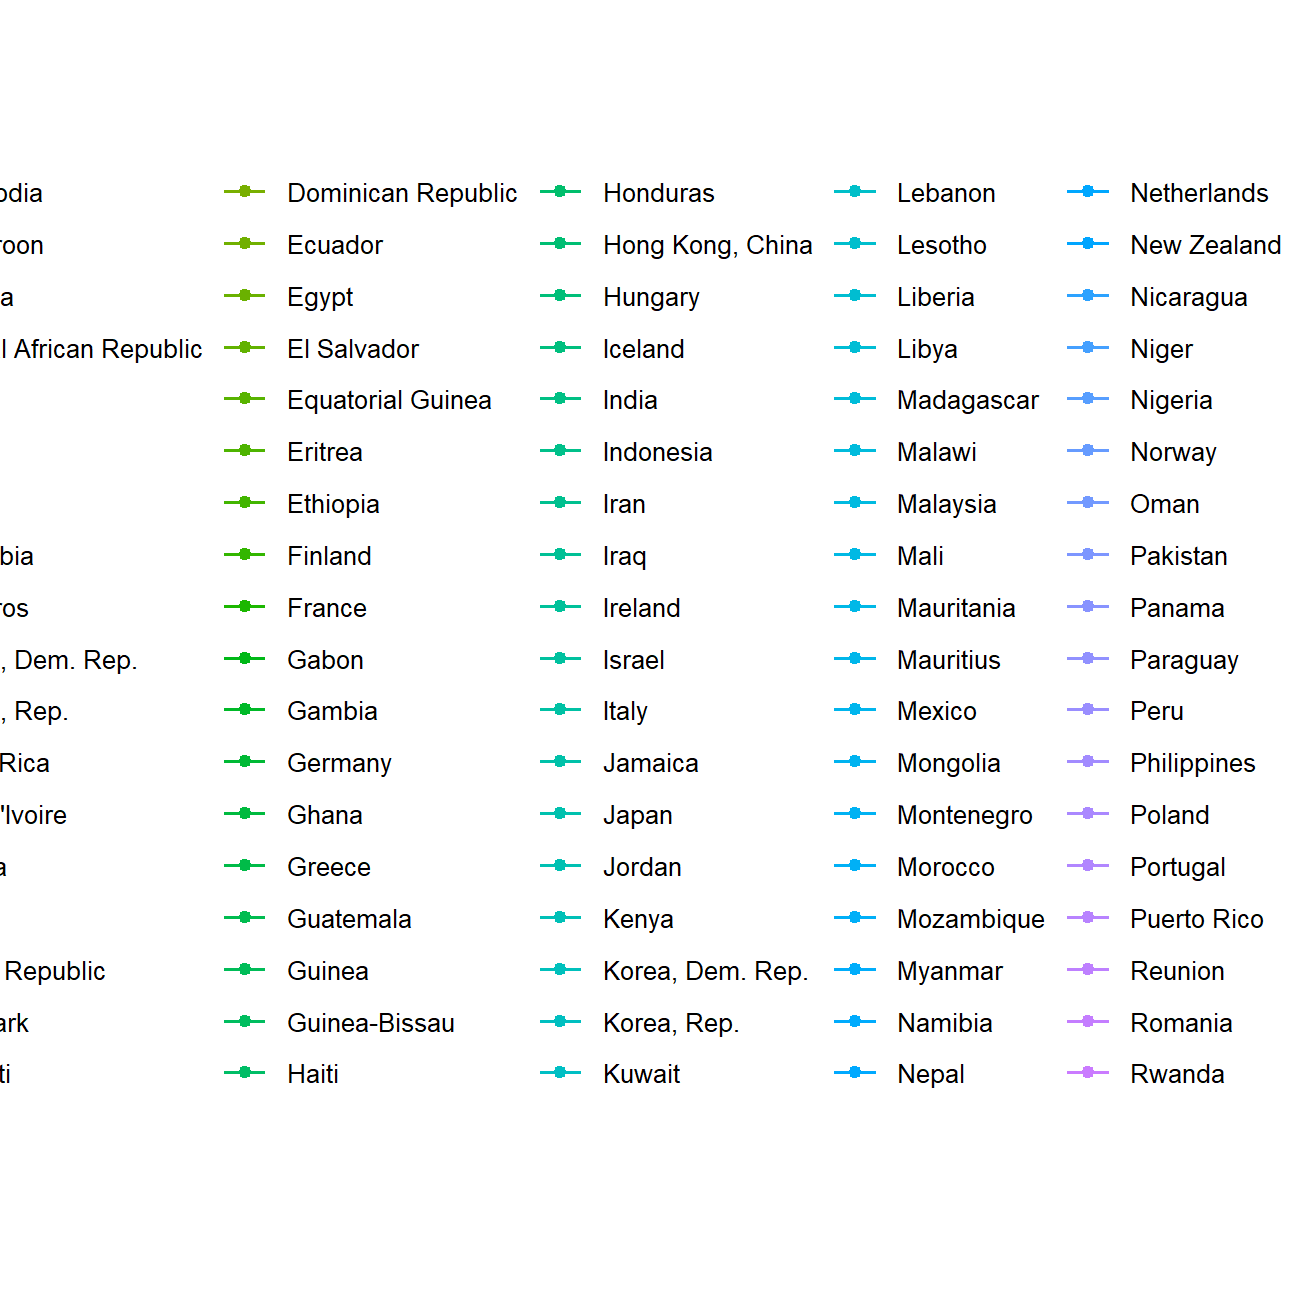 odia
roon
a
l African Republic
bia
ros
, Dem. Rep.
, Rep.
Rica
'Ivoire
a
Republic
ark
ti
Dominican Republic
Ecuador
Egypt
El Salvador
Equatorial Guinea
Eritrea
Ethiopia
Finland
France
Gabon
Gambia
Germany
Ghana
Greece
Guatemala
Guinea
Guinea-Bissau
Haiti
Honduras
Hong Kong, China
Hungary
Iceland
India
Indonesia
Iran
Iraq
Ireland
Israel
Italy
Jamaica
Japan
Jordan
Kenya
Korea, Dem. Rep.
Korea, Rep.
Kuwait
Lebanon
Lesotho
Liberia
Libya
Madagascar
Malawi
Malaysia
Mali
Mauritania
Mauritius
Mexico
Mongolia
Montenegro
Morocco
Mozambique
Myanmar
Namibia
Nepal
Netherlands
New Zealand
Nicaragua
Niger
Nigeria
Norway
Oman
Pakistan
Panama
Paraguay
Peru
Philippines
Poland
Portugal
Puerto Rico
Reunion
Romania
Rwanda